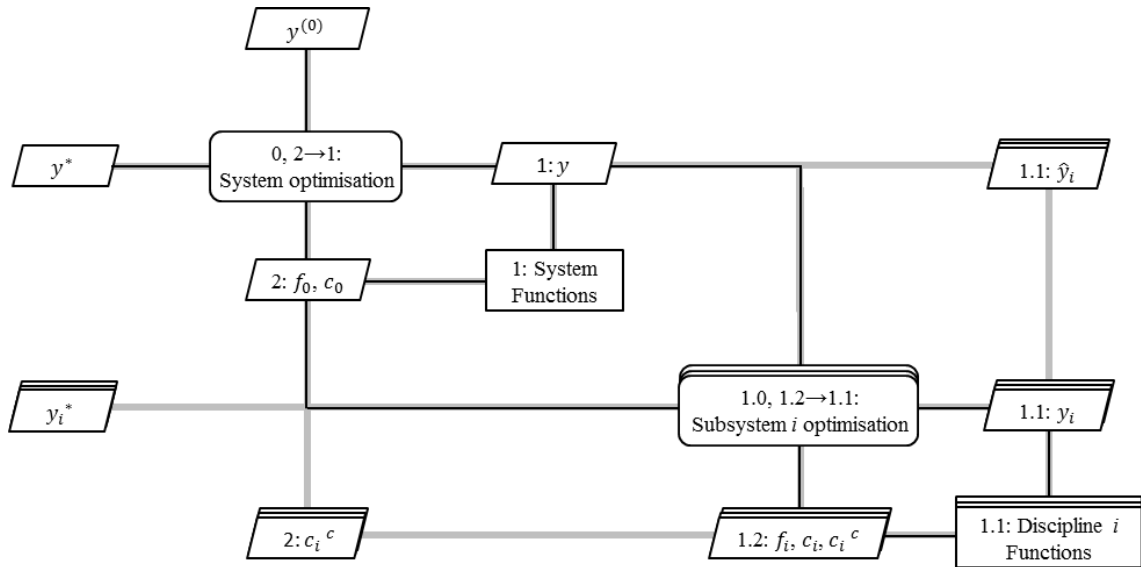 y⁽⁰⁾
y*
0, 2→1:
System optimisation
1: y
1.1: ŷᵢ
2: f₀, c₀
1: System
Functions
yᵢ*
1.0, 1.2→1.1:
Subsystem i optimisation
1.1: yᵢ
2: cᵢ ᶜ
1.2: fᵢ, cᵢ, cᵢ ᶜ
1.1: Discipline i
Functions